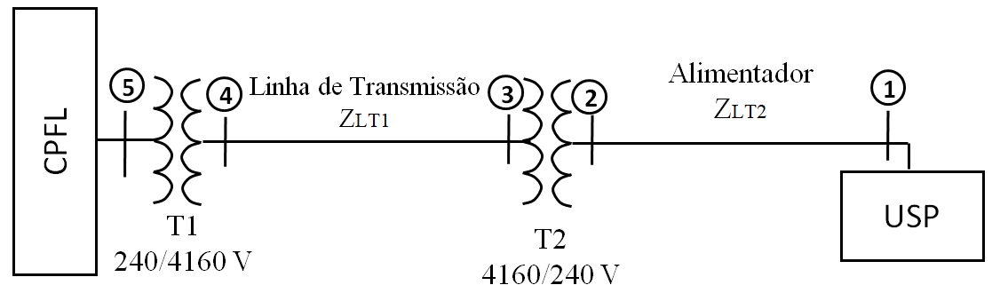 CPFL
5
4
Linha de Transmissão
ZLT1
3
2
Alimentador
ZLT2
1
T1
240/4160 V
T2
4160/240 V
USP